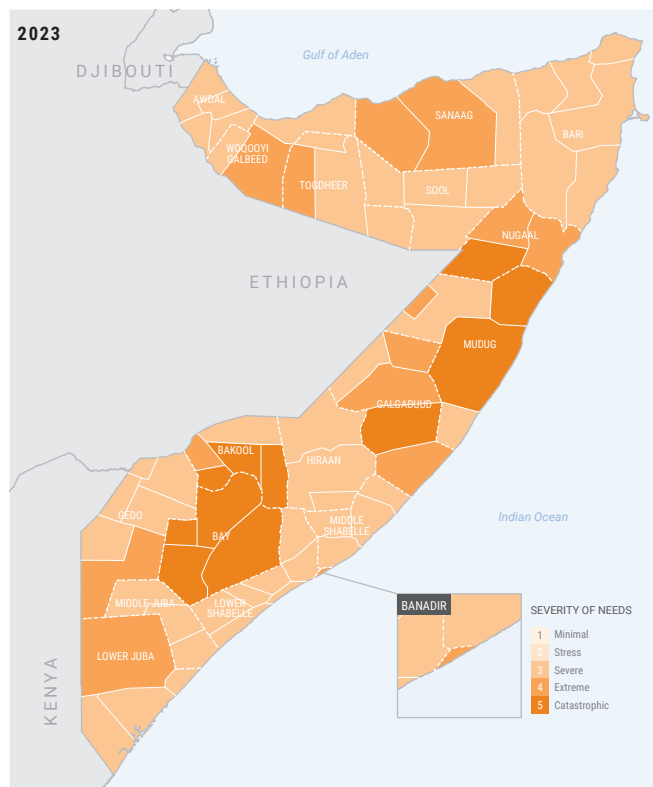 2023
Gulf of Aden
DJIBOUTI
AWDAL
SANAAG
BARI
WOQOOYI
GALBEED
TOGDHEER
SOOL
NUGAAL
ETHIOPIA
MUDUG
GALGADUUD
BAKOOL
HIRAAN
GEDO
Indian Ocean
MIDDLE
SHABELLE
BAY
MIDDLE JUBA
LOWER
SHABELLE
BANADIR
SEVERITY OF NEEDS
1 Minimal
2 Stress
3 Severe
4 Extreme
5 Catastrophic
LOWER JUBA
KENYA